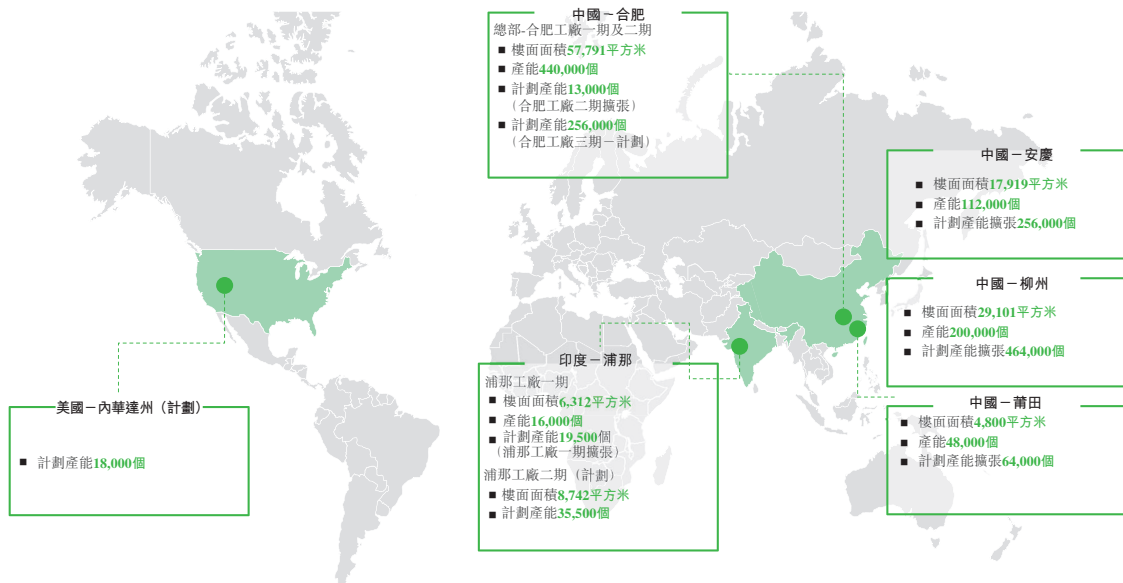 中國－合肥
總部-合肥工廠一期及二期
■ 樓面面積57,791平方米
■ 產能440,000個
■ 計劃產能13,000個
（合肥工廠二期擴張）
■ 計劃產能256,000個
（合肥工廠三期－計劃）
中國－安慶
■ 樓面面積17,919平方米
■ 產能112,000個
■ 計劃產能擴張256,000個
中國－柳州
■ 樓面面積29,101平方米
■ 產能200,000個
■ 計劃產能擴張464,000個
中國－莆田
■ 樓面面積4,800平方米
■ 產能48,000個
■ 計劃產能擴張64,000個
印度－浦那
浦那工廠一期
■ 樓面面積6,312平方米
■ 產能16,000個
■ 計劃產能19,500個
（浦那工廠一期擴張）
浦那工廠二期（計劃）
■ 樓面面積8,742平方米
■ 計劃產能35,500個
美國－內華達州（計劃）
■ 計劃產能18,000個